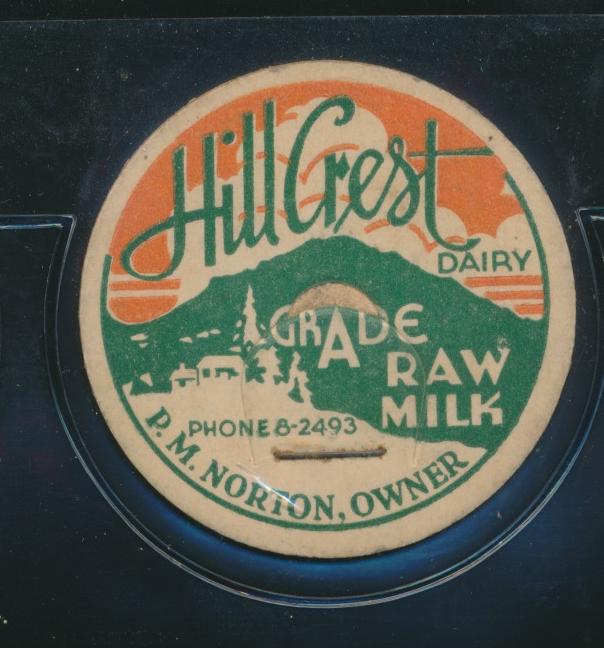 Hill Crest
DAIRY
GRADE
RAW
MILK
PHONE 8-2493
P. M. NORTON, OWNER